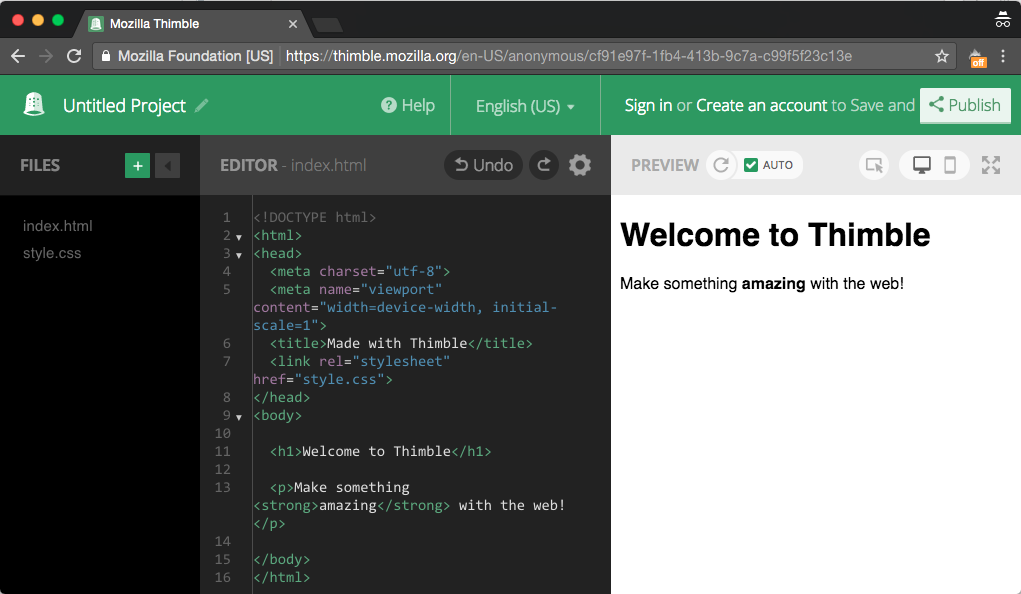 Mozilla Thimble
Mozilla Foundation [US] https://thimble.mozilla.org/en-US/anonymous/cf91e97f-1fb4-413b-9c7a-c99f5f23c13e
off
Untitled Project
Help
English (US)
Sign in or Create an account to Save and
Publish
FILES
+
EDITOR - index.html
Undo
PREVIEW
AUTO
index.html
style.css
1 <!DOCTYPE html>
2 <html>
3 <head>
4 <meta charset="utf-8">
5 <meta name="viewport"
content="width=device-width, initial-
scale=1">
6 <title>Made with Thimble</title>
7 <link rel="stylesheet"
href="style.css">
8 </head>
9 <body>
10
11 <h1>Welcome to Thimble</h1>
12
13 <p>Make something
<strong>amazing</strong> with the web!
</p>
14
15 </body>
16 </html>
Welcome to Thimble
Make something amazing with the web!